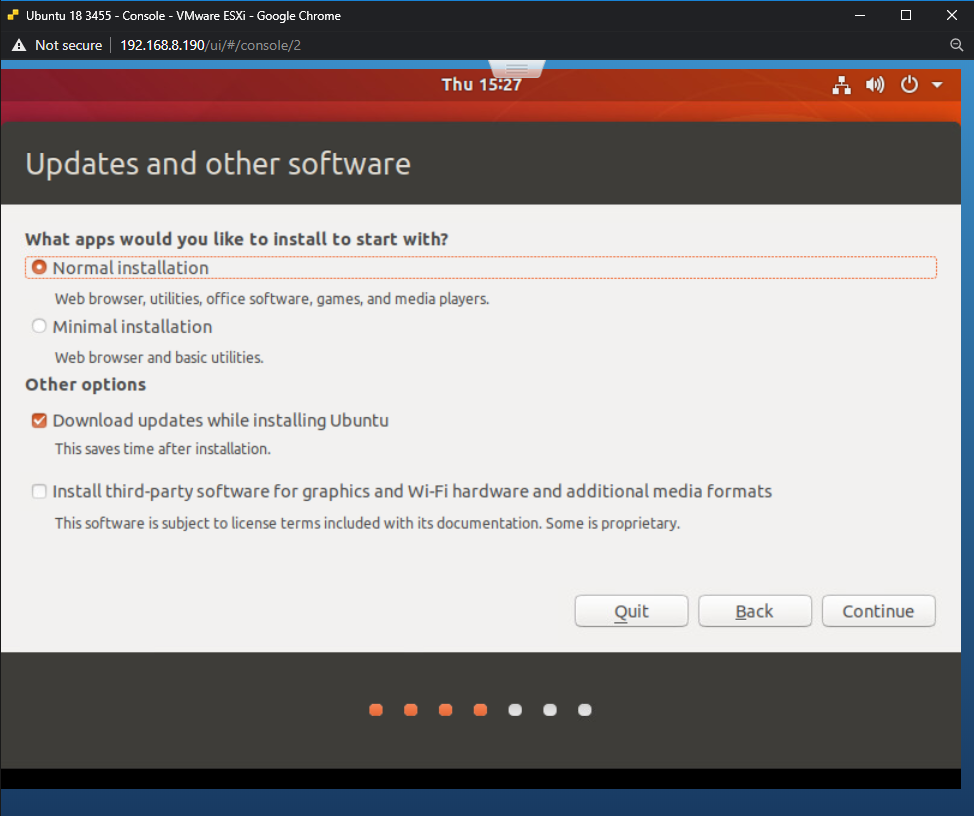 Ubuntu 18 3455 - Console - VMware ESXi - Google Chrome
Not secure 192.168.8.190/ui/#/console/2
Thu 15:27
Updates and other software
What apps would you like to install to start with?
Normal installation
Web browser, utilities, office software, games, and media players.
Minimal installation
Web browser and basic utilities.
Other options
Download updates while installing Ubuntu
This saves time after installation.
Install third-party software for graphics and Wi-Fi hardware and additional media formats
This software is subject to license terms included with its documentation. Some is proprietary.
Quit Back Continue